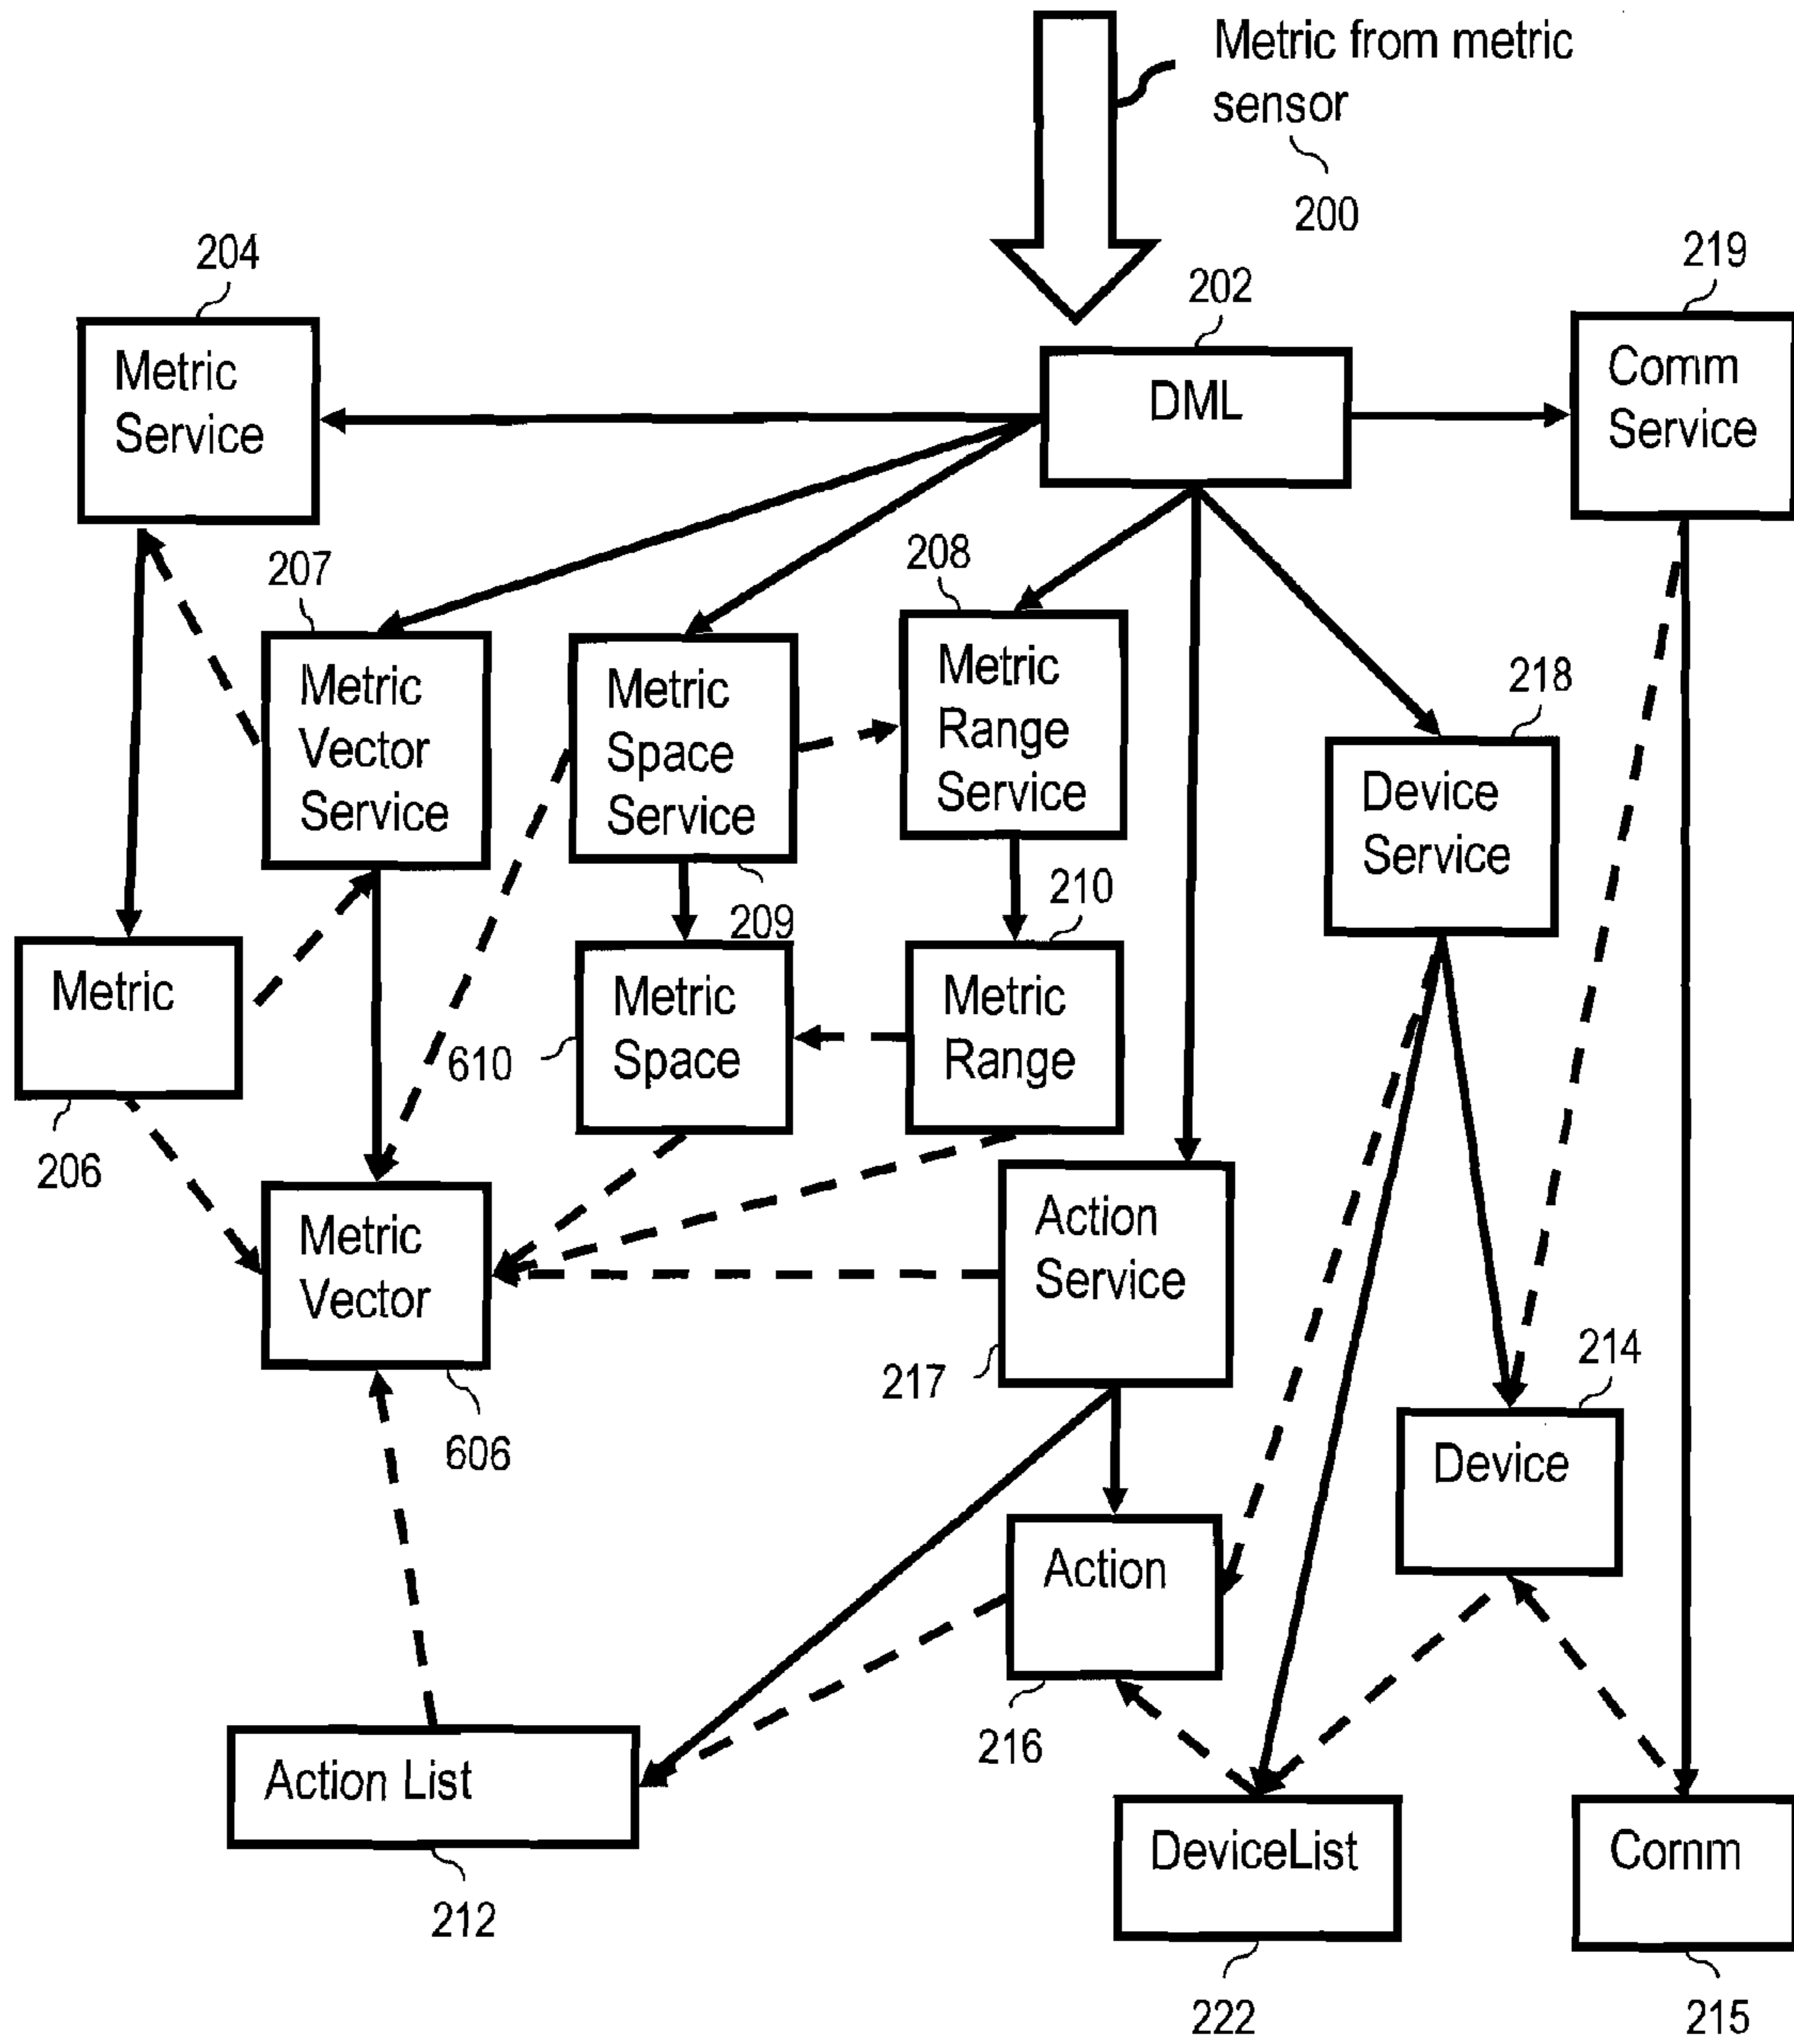 Metric from metric
sensor
200
204
202
219
Metric
Service
DML
Comm
Service
207
208
218
Metric
Vector
Service
Metric
Space
Service
Metric
Range
Service
Device
Service
209
210
Metric
610
Metric
Space
Metric
Range
206
Metric
Vector
Action
Service
217
606
214
Device
Action
216
Action List
212
DeviceList
Comm
222
215